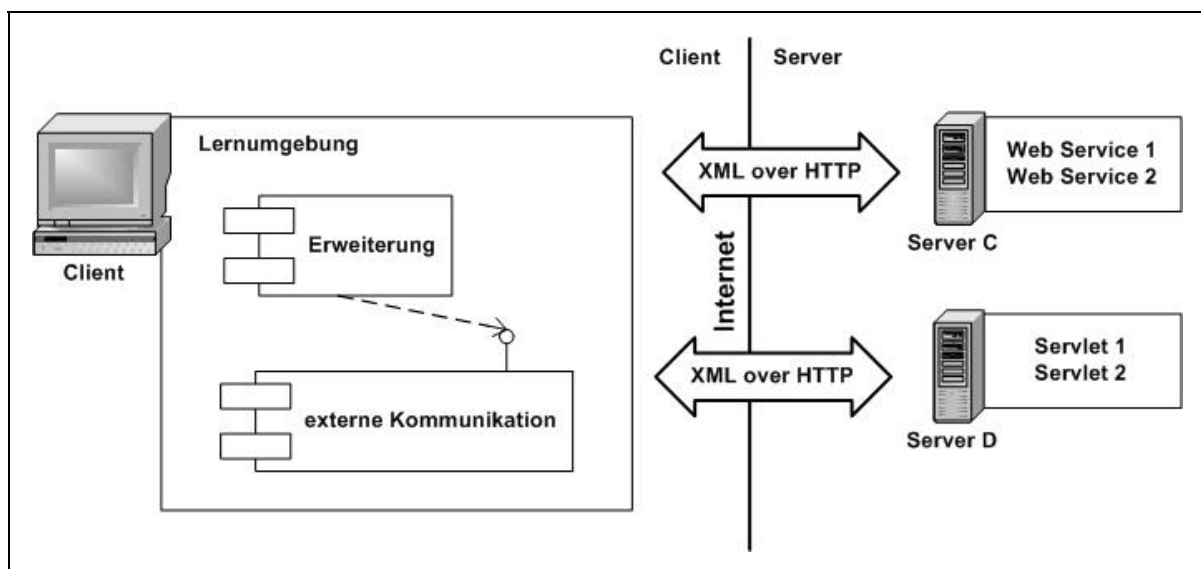 Client
Server
Lernumgebung
Erweiterung
externe Kommunikation
Client
Internet
XML over HTTP
Web Service 1
Web Service 2
Server C
XML over HTTP
Servlet 1
Servlet 2
Server D